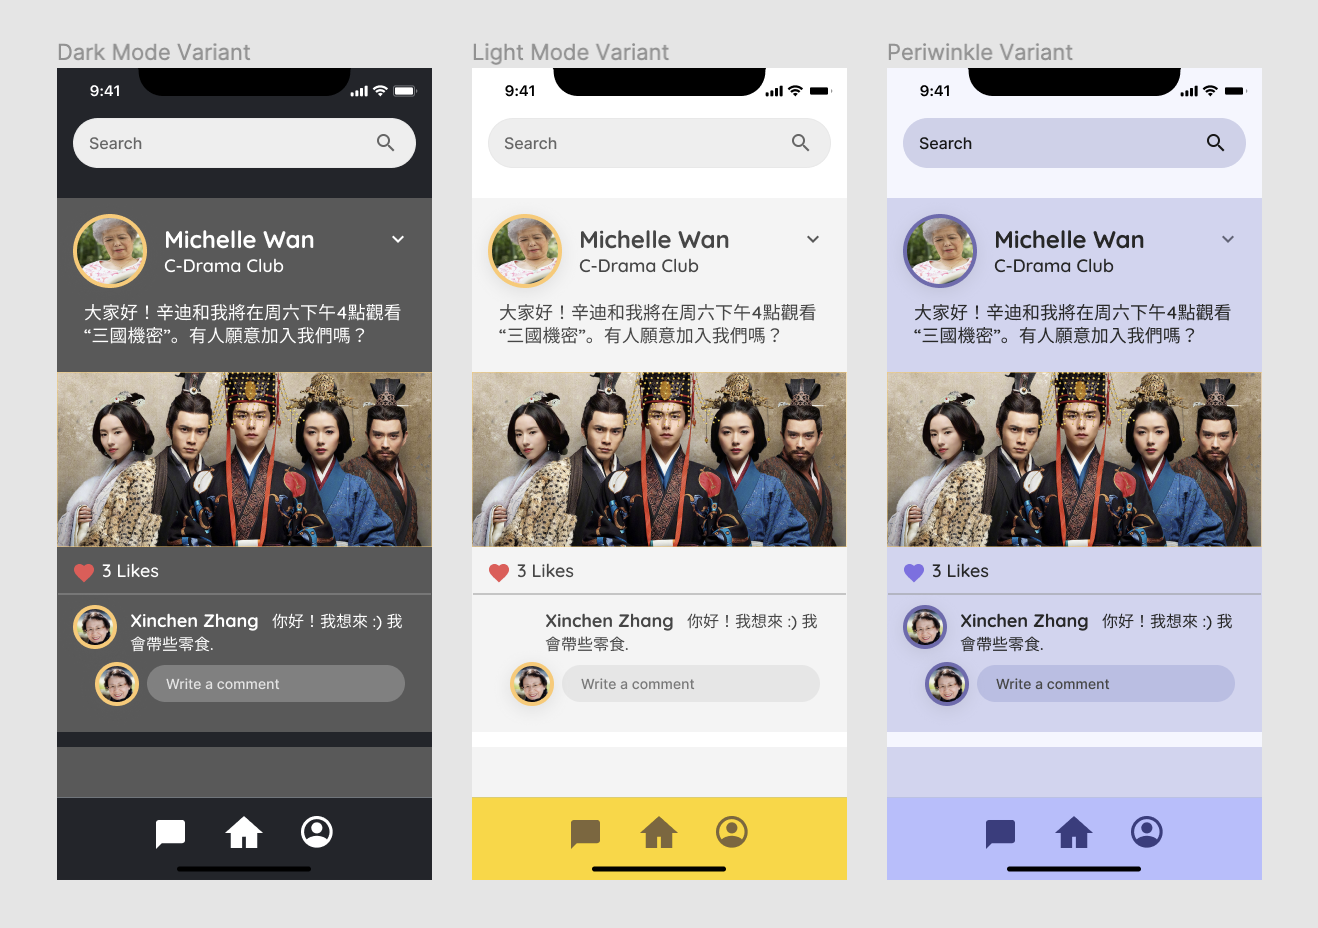 Dark Mode Variant
9:41
Search
Michelle Wan
C-Drama Club
大家好！辛迪和我將在周六下午4點觀看
“三國機密”。有人願意加入我們嗎？
3 Likes
Xinchen Zhang 你好！我想來 :) 我
會帶些零食.
Write a comment
Light Mode Variant
9:41
Search
Michelle Wan
C-Drama Club
大家好！辛迪和我將在周六下午4點觀看
“三國機密”。有人願意加入我們嗎？
3 Likes
Xinchen Zhang 你好！我想來 :) 我
會帶些零食.
Write a comment
Periwinkle Variant
9:41
Search
Michelle Wan
C-Drama Club
大家好！辛迪和我將在周六下午4點觀看
“三國機密”。有人願意加入我們嗎？
3 Likes
Xinchen Zhang 你好！我想來 :) 我
會帶些零食.
Write a comment